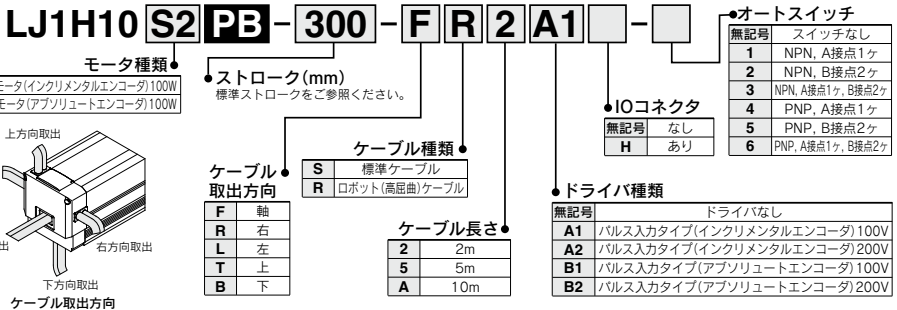 LJ1H10 S2 PB - 300 - F R 2 A1 □ - □
モータ種類
モータ(インクリメンタルエンコーダ)100W
モータ(アブソリュートエンコーダ)100W
ストローク(mm)
標準ストロークをご参照ください。
上方向取出
右方向取出
下方向取出
ケーブル取出方向
ケーブル
取出方向
F 軸
R 右
L 左
T 上
B 下
ケーブル種類
S 標準ケーブル
R ロボット(高屈曲)ケーブル
ケーブル長さ
2 2m
5 5m
A 10m
IOコネクタ
無記号 なし
H あり
ドライバ種類
無記号 ドライバなし
A1 パルス入力タイプ(インクリメンタルエンコーダ)100V
A2 パルス入力タイプ(インクリメンタルエンコーダ)200V
B1 パルス入力タイプ(アブソリュートエンコーダ)100V
B2 パルス入力タイプ(アブソリュートエンコーダ)200V
オートスイッチ
無記号 スイッチなし
1 NPN, A接点1ヶ
2 NPN, B接点2ヶ
3 NPN, A接点1ヶ, B接点2ヶ
4 PNP, A接点1ヶ
5 PNP, B接点2ヶ
6 PNP, A接点1ヶ, B接点2ヶ